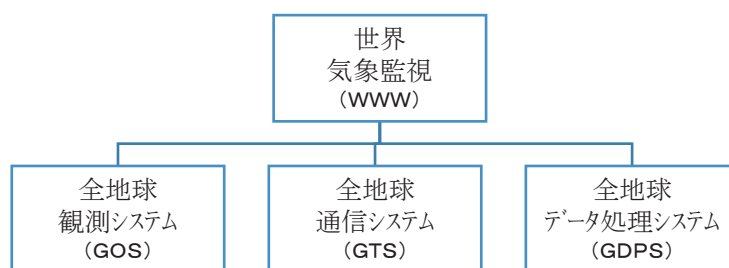 世界
気象監視
（WWW）
全地球
観測システム
（GOS）
全地球
通信システム
（GTS）
全地球
データ処理システム
（GDPS）